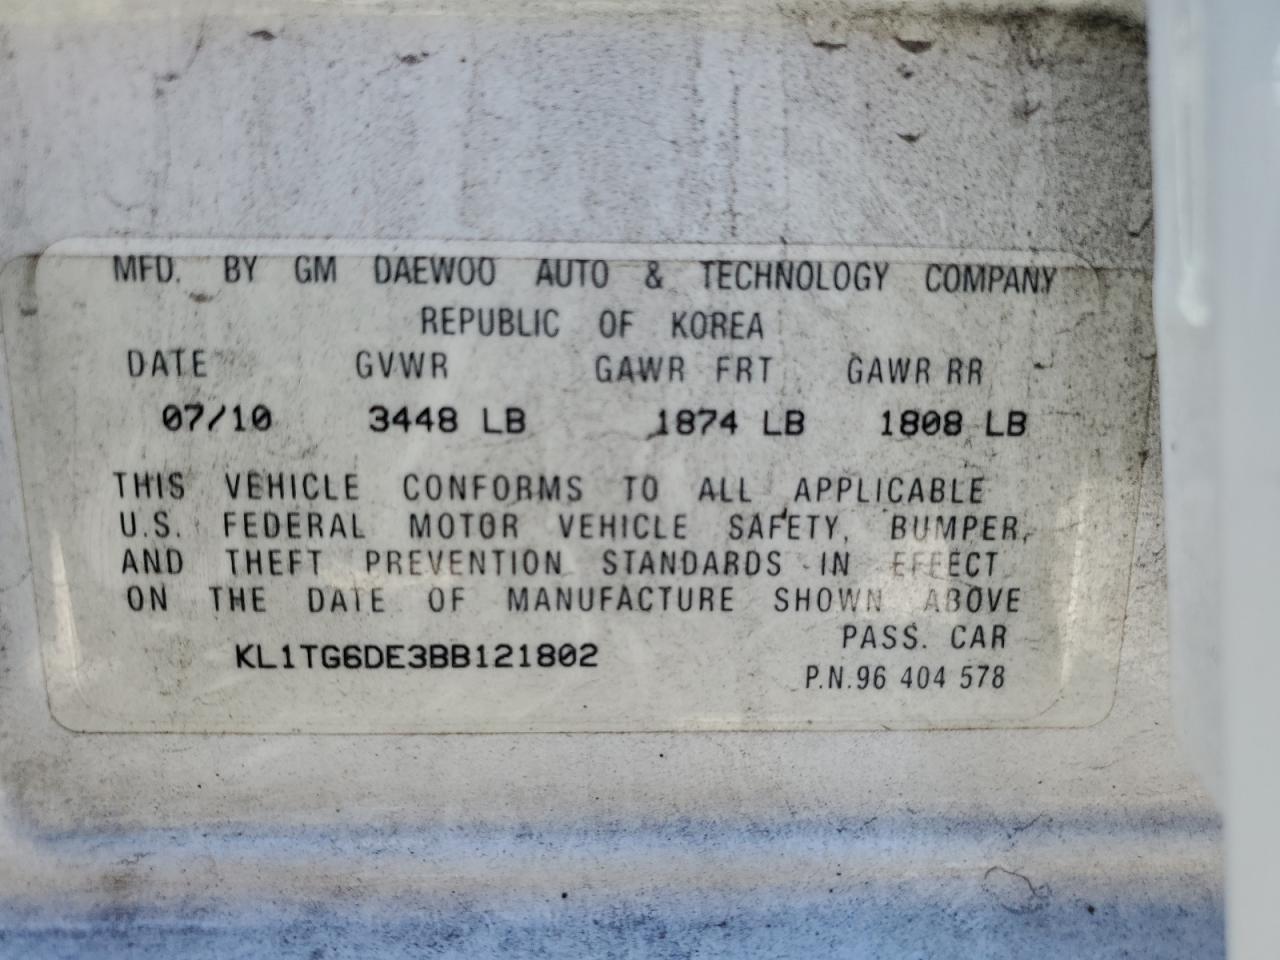 MFD. BY GM DAEWOO AUTO & TECHNOLOGY COMPANY
REPUBLIC OF KOREA
DATE GVWR GAWR FRT GAWR RR
07/10 3448 LB 1874 LB 1808 LB
THIS VEHICLE CONFORMS TO ALL APPLICABLE
U.S. FEDERAL MOTOR VEHICLE SAFETY, BUMPER,
AND THEFT PREVENTION STANDARDS IN EFFECT
ON THE DATE OF MANUFACTURE SHOWN ABOVE
PASS. CAR
KL1TG6DE3BB121802
P.N.96 404 578